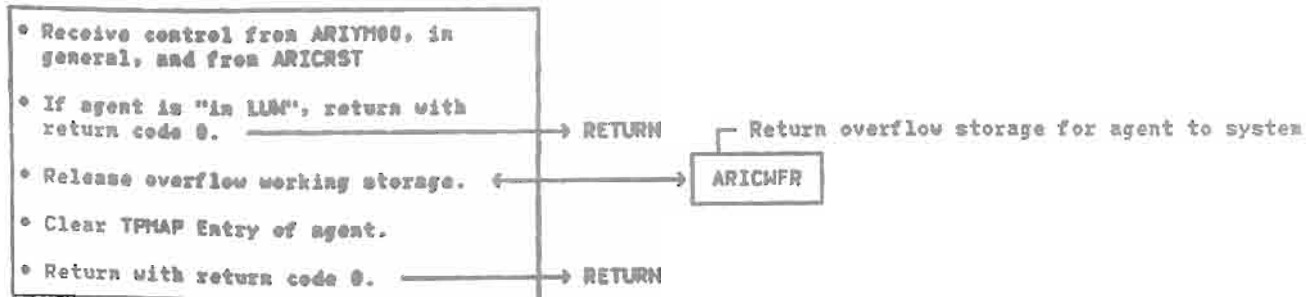 • Receive control from ARIYM00, in
general, and from ARICRST
• If agent is "in LUW", return with
return code 0. → RETURN
Return overflow storage for agent to system
• Release overflow working storage.
ARICWFR
• Clear TPMAP Entry of agent.
• Return with return code 0. → RETURN